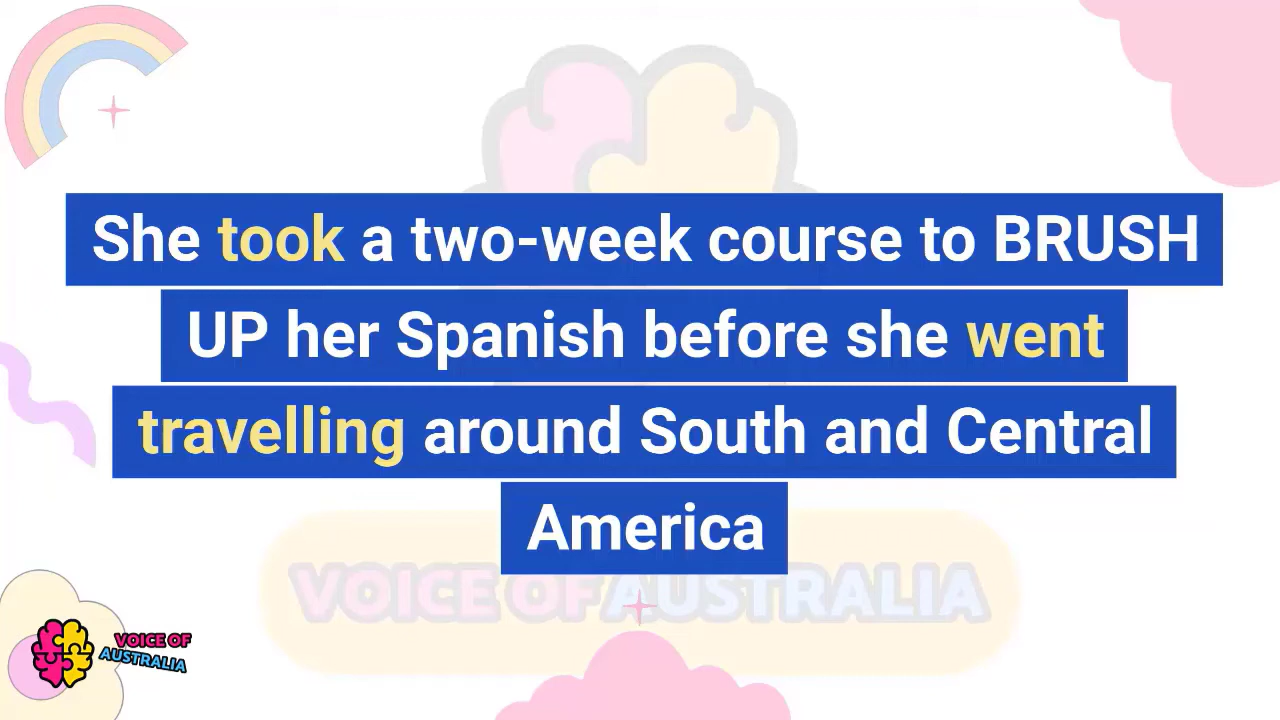 She took a two-week course to BRUSH
UP her Spanish before she went
travelling around South and Central
America
VOICE OF AUSTRALIA
VOICE OF
AUSTRALIA